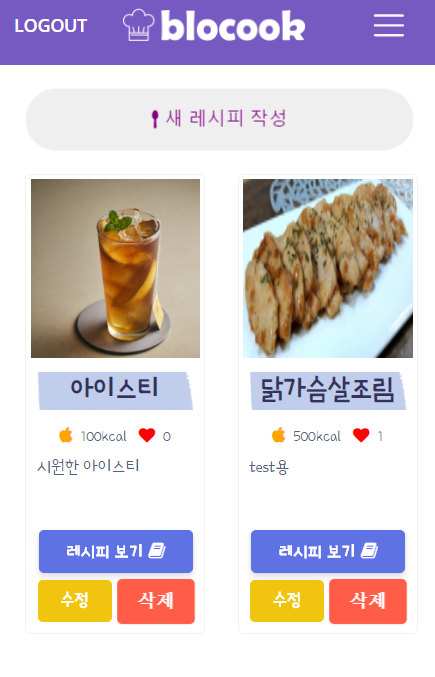 LOGOUT
blocook
새 레시피 작성
아이스티
100kcal 0
시원한 아이스티
레시피 보기
수정 삭제
닭가슴살조림
500kcal 1
test용
레시피 보기
수정 삭제